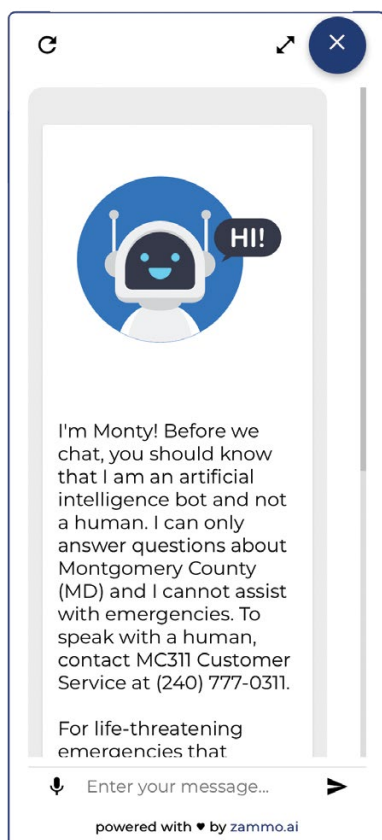 HI!
I'm Monty! Before we
chat, you should know
that I am an artificial
intelligence bot and not
a human. I can only
answer questions about
Montgomery County
(MD) and I cannot assist
with emergencies. To
speak with a human,
contact MC311 Customer
Service at (240) 777-0311.
For life-threatening
emergencies that
Enter your message...
powered with ♥ by zammo.ai